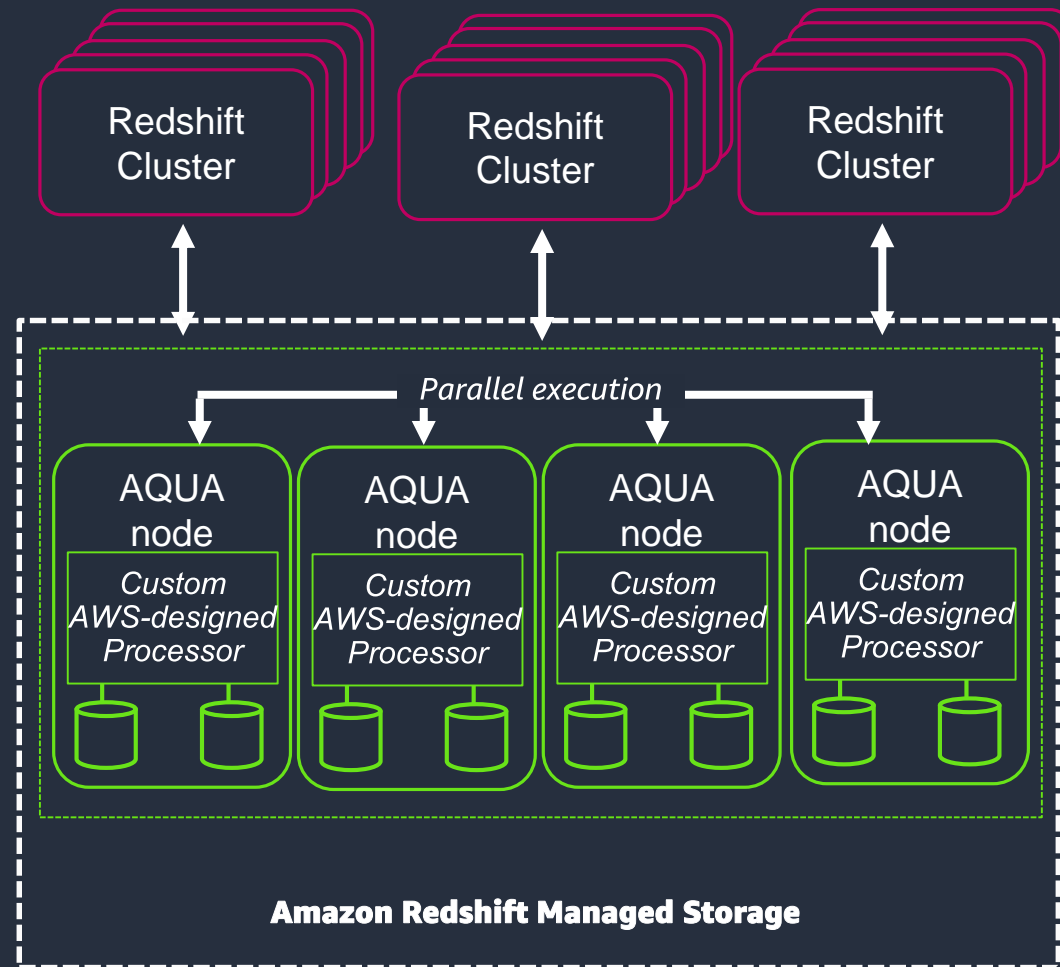 Redshift
Cluster
Redshift
Cluster
Redshift
Cluster
Parallel execution
AQUA
node
Custom
AWS-designed
Processor
AQUA
node
Custom
AWS-designed
Processor
AQUA
node
Custom
AWS-designed
Processor
AQUA
node
Custom
AWS-designed
Processor
Amazon Redshift Managed Storage